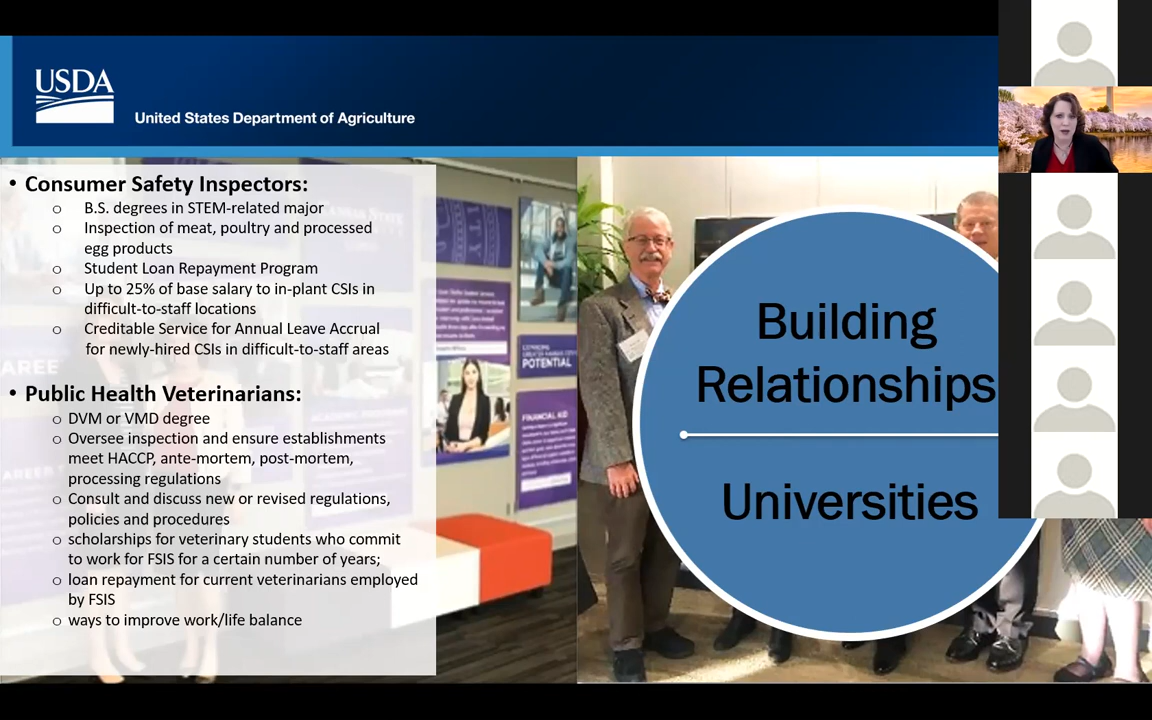 USDA
United States Department of Agriculture
• Consumer Safety Inspectors:
o B.S. degrees in STEM-related major
o Inspection of meat, poultry and processed
egg products
o Student Loan Repayment Program
o Up to 25% of base salary to in-plant CSIs in
difficult-to-staff locations
o Creditable Service for Annual Leave Accrual
for newly-hired CSIs in difficult-to-staff areas
• Public Health Veterinarians:
o DVM or VMD degree
o Oversee inspection and ensure establishments
meet HACCP, ante-mortem, post-mortem,
processing regulations
o Consult and discuss new or revised regulations,
policies and procedures
o scholarships for veterinary students who commit
to work for FSIS for a certain number of years;
o loan repayment for current veterinarians employed
by FSIS
o ways to improve work/life balance
POTENTIAL
FINANCIAL AID
Building
Relationships
Universities